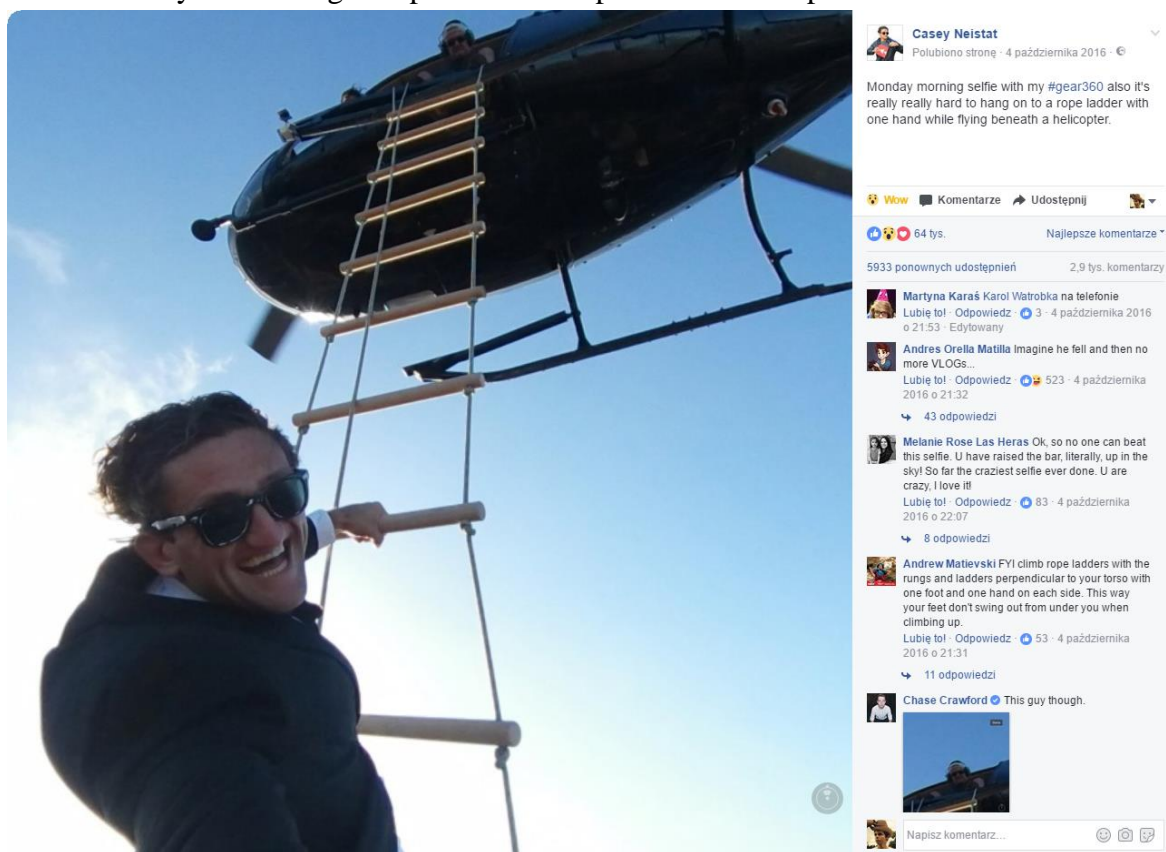 Casey Neistat
Polubiono stronę · 4 października 2016 ·
Monday morning selfie with my #gear360 also it's
really really hard to hang on to a rope ladder with
one hand while flying beneath a helicopter.
Wow Komentarze Udostępnij
64 tys. Najlepsze komentarze
5933 ponownych udostępnień 2,9 tys. komentarzy
Martyna Karaś Karol Watrobka na telefonie
Lubię to! · Odpowiedz · 3 · 4 października 2016
o 21:53 · Edytowany
Andres Orella Matilla Imagine he fell and then no
more VLOGs...
Lubię to! · Odpowiedz · 523 · 4 października
2016 o 21:32
43 odpowiedzi
Melanie Rose Las Heras Ok, so no one can beat
this selfie. U have raised the bar, literally, up in the
sky! So far the craziest selfie ever done. U are
crazy, I love it!
Lubię to! · Odpowiedz · 83 · 4 października
2016 o 22:07
8 odpowiedzi
Andrew Matievski FYI climb rope ladders with the
rungs and ladders perpendicular to your torso with
one foot and one hand on each side. This way
your feet don't swing out from under you when
climbing up.
Lubię to! · Odpowiedz · 53 · 4 października
2016 o 21:31
11 odpowiedzi
Chase Crawford This guy though.
Napisz komentarz...